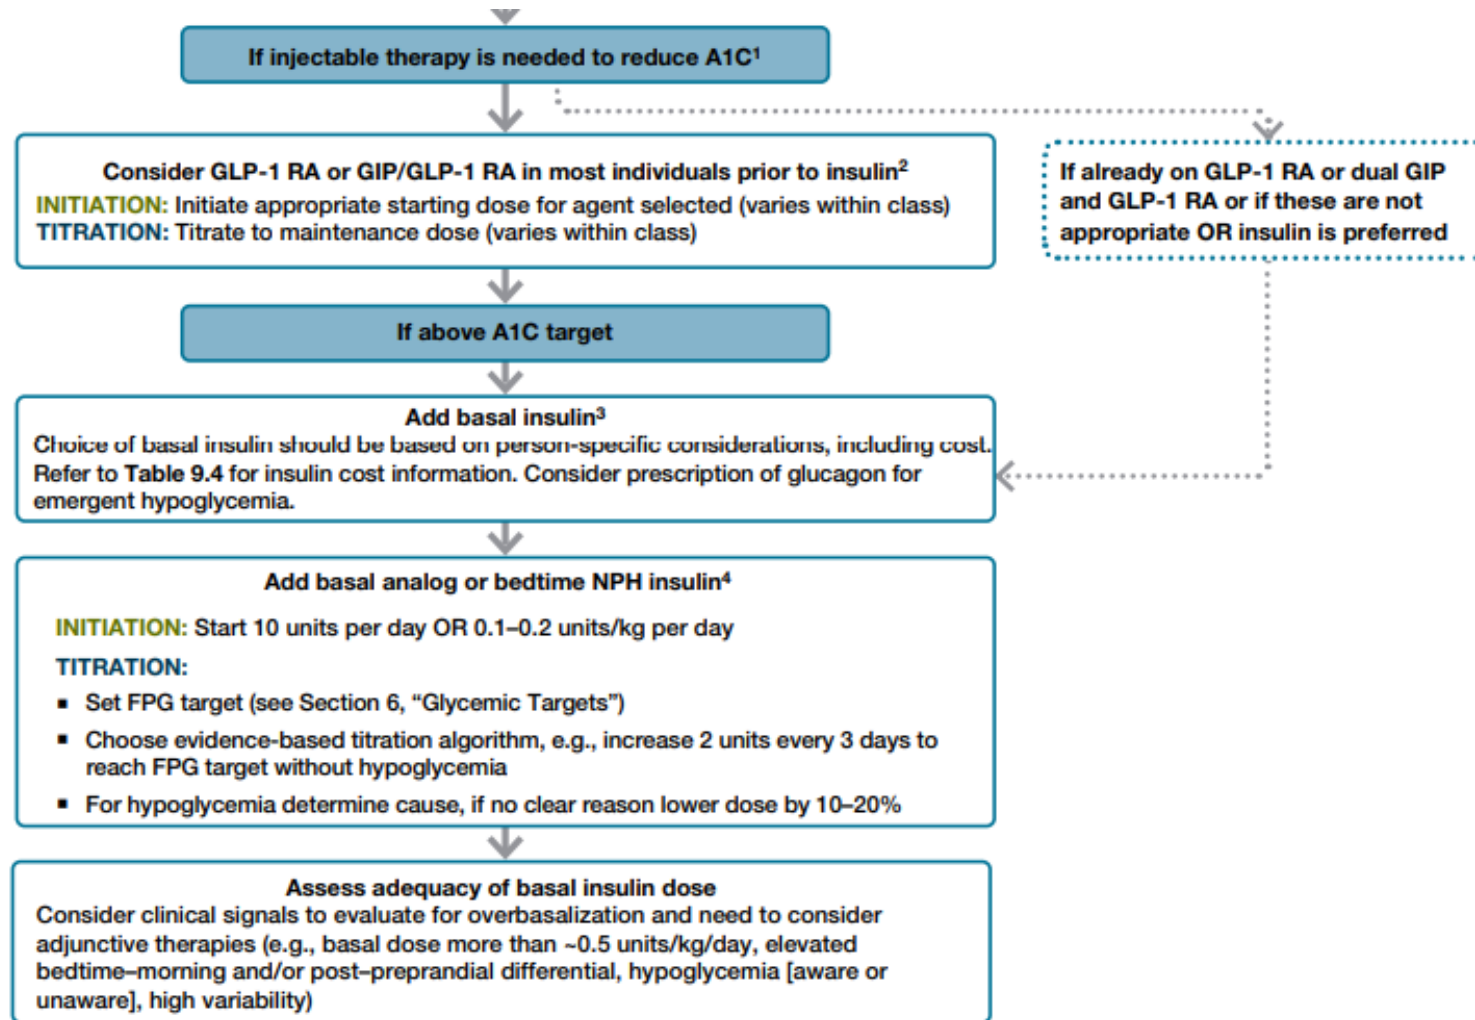 If injectable therapy is needed to reduce A1C¹
Consider GLP-1 RA or GIP/GLP-1 RA in most individuals prior to insulin²
INITIATION: Initiate appropriate starting dose for agent selected (varies within class)
TITRATION: Titrate to maintenance dose (varies within class)
If already on GLP-1 RA or dual GIP
and GLP-1 RA or if these are not
appropriate OR insulin is preferred
If above A1C target
Add basal insulin³
Choice of basal insulin should be based on person-specific considerations, including cost.
Refer to Table 9.4 for insulin cost information. Consider prescription of glucagon for
emergent hypoglycemia.
Add basal analog or bedtime NPH insulin⁴
INITIATION: Start 10 units per day OR 0.1–0.2 units/kg per day
TITRATION:
▪ Set FPG target (see Section 6, “Glycemic Targets”)
▪ Choose evidence-based titration algorithm, e.g., increase 2 units every 3 days to
reach FPG target without hypoglycemia
▪ For hypoglycemia determine cause, if no clear reason lower dose by 10–20%
Assess adequacy of basal insulin dose
Consider clinical signals to evaluate for overbasalization and need to consider
adjunctive therapies (e.g., basal dose more than ~0.5 units/kg/day, elevated
bedtime–morning and/or post–preprandial differential, hypoglycemia [aware or
unaware], high variability)